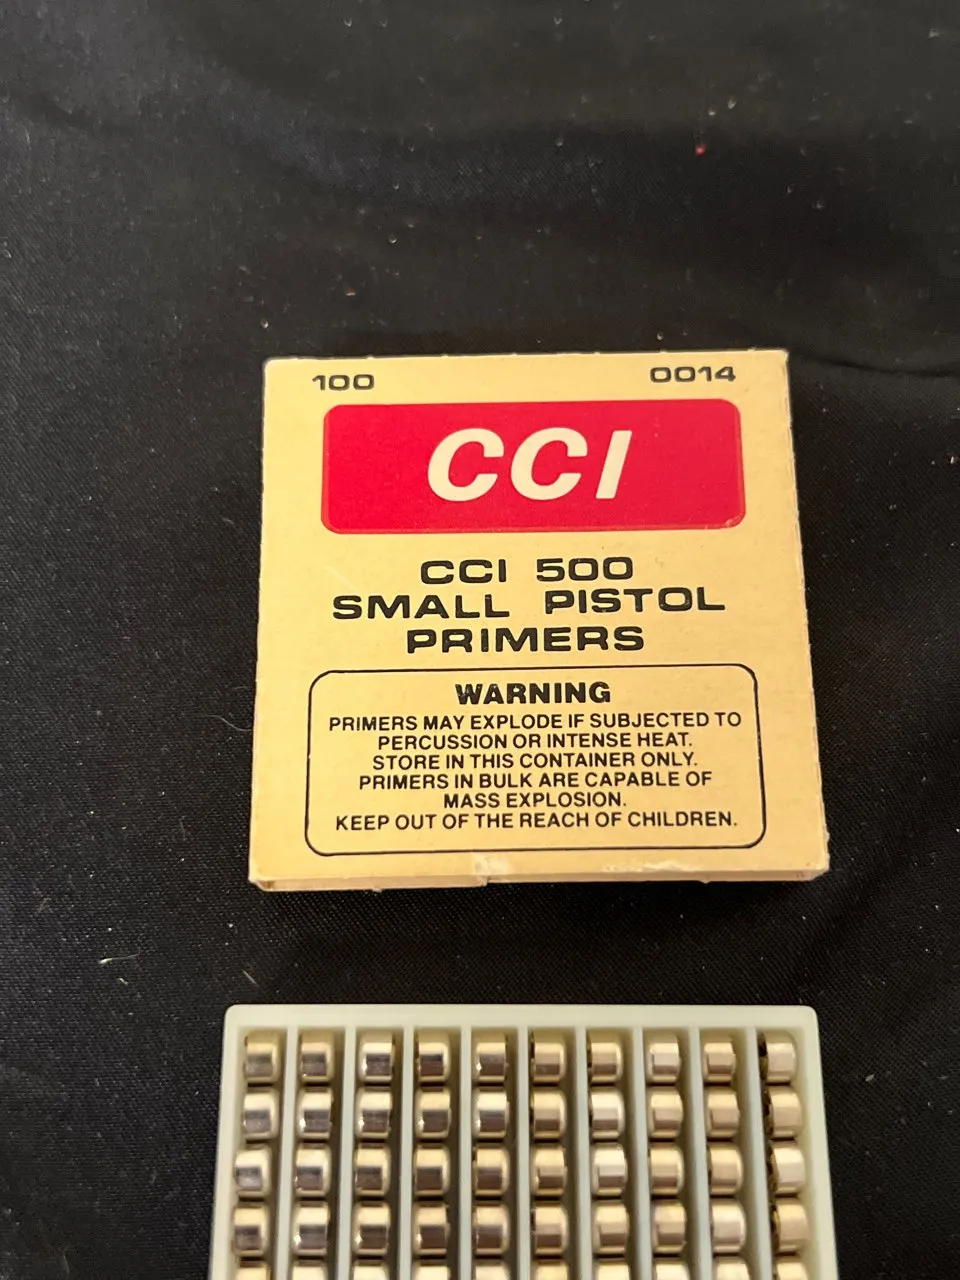 100 0014
CCI
CCI 500
SMALL PISTOL
PRIMERS
WARNING
PRIMERS MAY EXPLODE IF SUBJECTED TO
PERCUSSION OR INTENSE HEAT.
STORE IN THIS CONTAINER ONLY.
PRIMERS IN BULK ARE CAPABLE OF
MASS EXPLOSION.
KEEP OUT OF THE REACH OF CHILDREN.